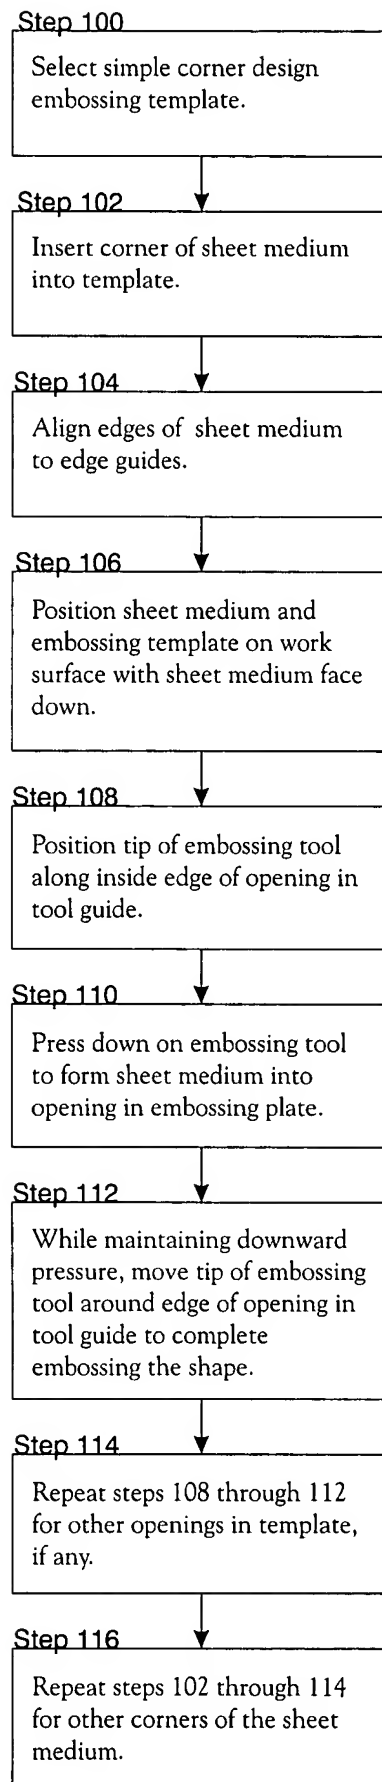 Step 100
Select simple corner design
embossing template.
Step 102
Insert corner of sheet medium
into template.
Step 104
Align edges of sheet medium
to edge guides.
Step 106
Position sheet medium and
embossing template on work
surface with sheet medium face
down.
Step 108
Position tip of embossing tool
along inside edge of opening in
tool guide.
Step 110
Press down on embossing tool
to form sheet medium into
opening in embossing plate.
Step 112
While maintaining downward
pressure, move tip of embossing
tool around edge of opening in
tool guide to complete
embossing the shape.
Step 114
Repeat steps 108 through 112
for other openings in template,
if any.
Step 116
Repeat steps 102 through 114
for other corners of the sheet
medium.